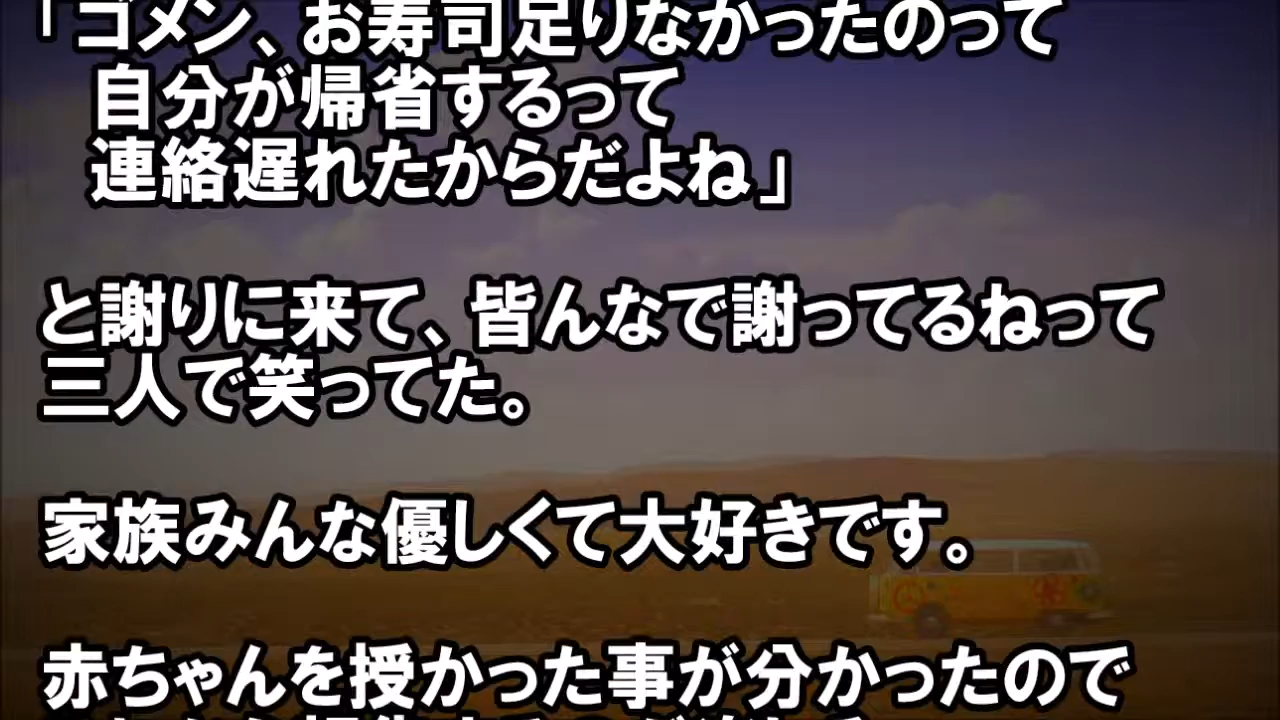 「ゴメン、お寿司足りなかったのって
自分が帰省するって
連絡遅れたからだよね」
と謝りに来て、皆んなで謝ってるねって
三人で笑ってた。
家族みんな優しくて大好きです。
赤ちゃんを授かった事が分かったので